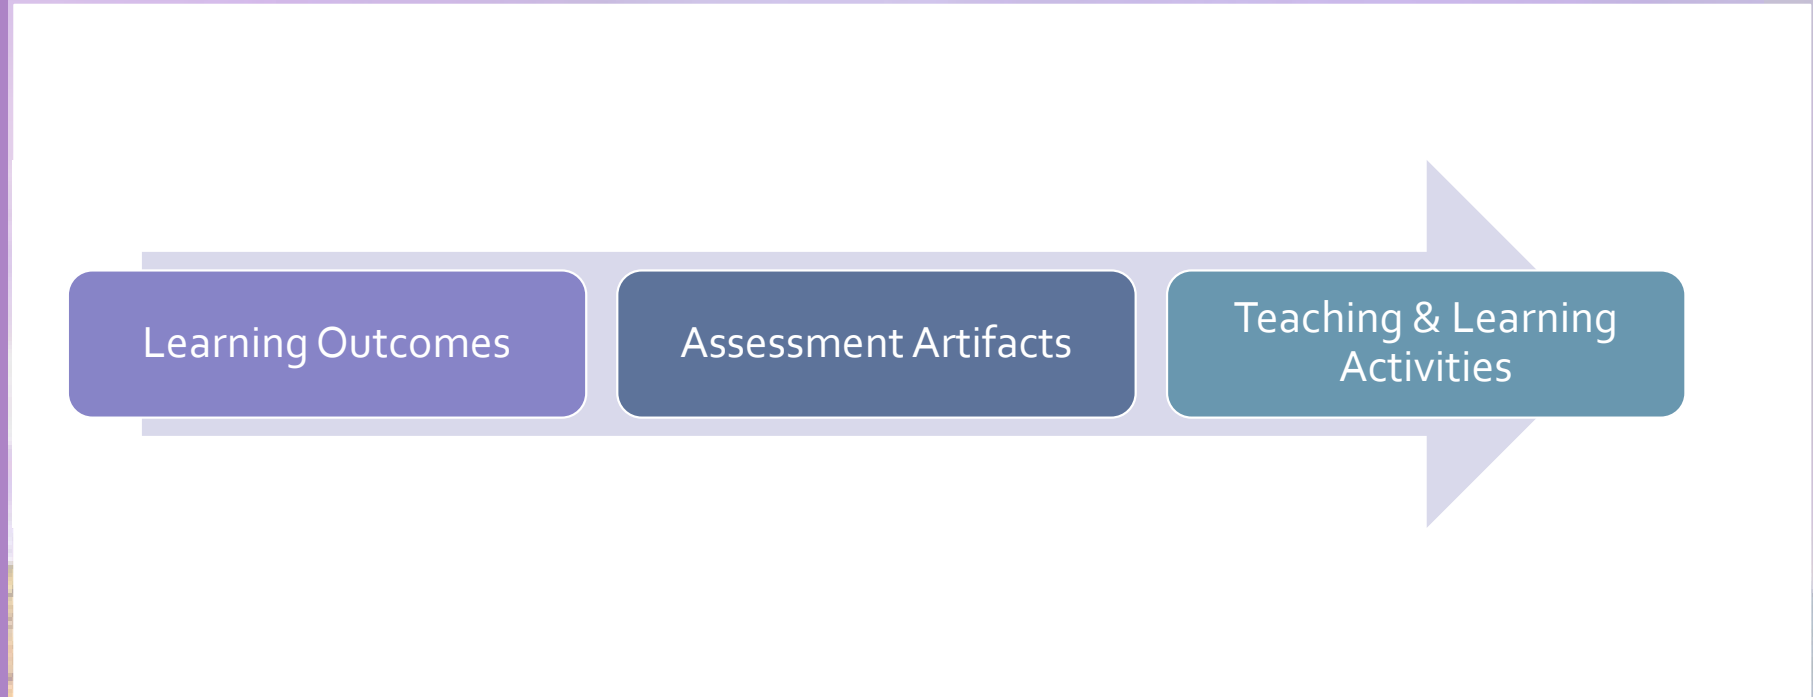 Learning Outcomes
Assessment Artifacts
Teaching & Learning
Activities